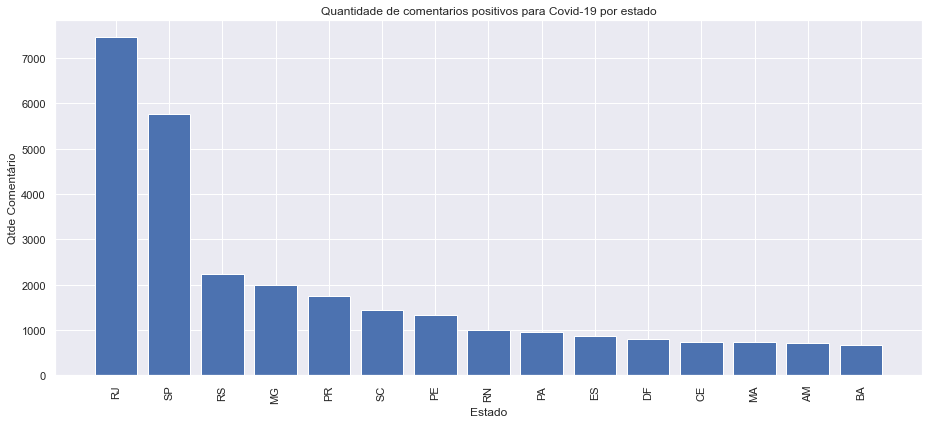 Quantidade de comentarios positivos para Covid-19 por estado
Qtde Comentário
7000
6000
5000
4000
3000
2000
1000
0
RJ SP RS MG PR SC PE RN PA ES DF CE MA AM BA
Estado